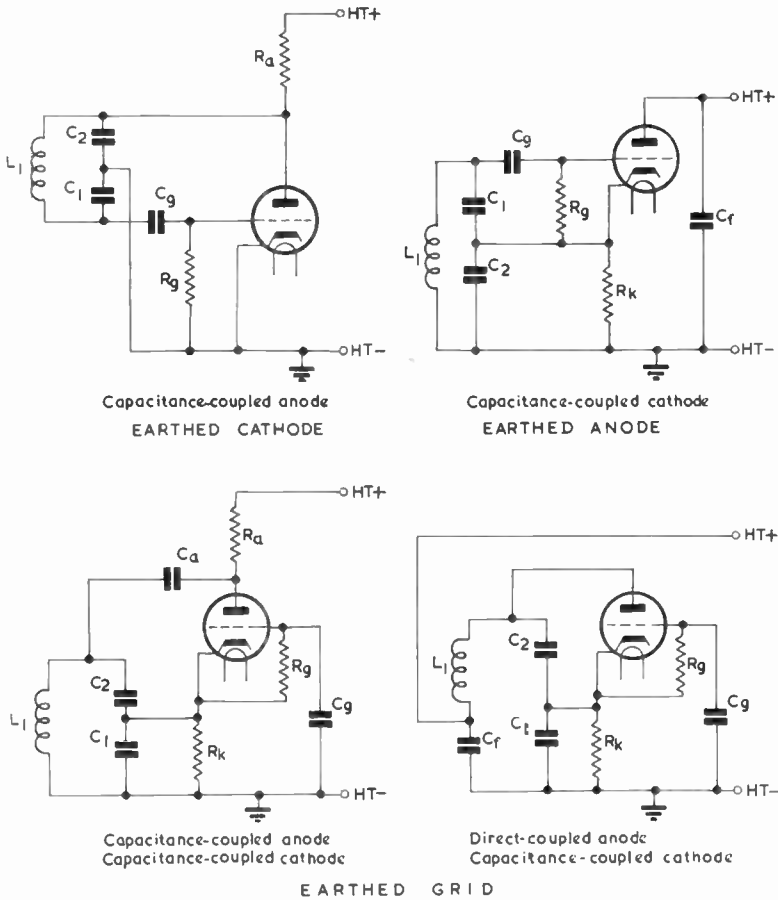 HT+
Ra
C2
L1
C1
Cg
Rg
HT−
Capacitance-coupled anode
EARTHED CATHODE
HT+
Cg
C1
Rg
Cf
L1
C2
Rk
HT−
Capacitance-coupled cathode
EARTHED ANODE
HT+
Ra
Ca
Rg
C2
L1
C1
Rk
Cg
HT−
Capacitance-coupled anode
Capacitance-coupled cathode
HT+
C2
L1
Rg
Cg
Cf
C1
Rk
HT−
Direct-coupled anode
Capacitance-coupled cathode
EARTHED GRID